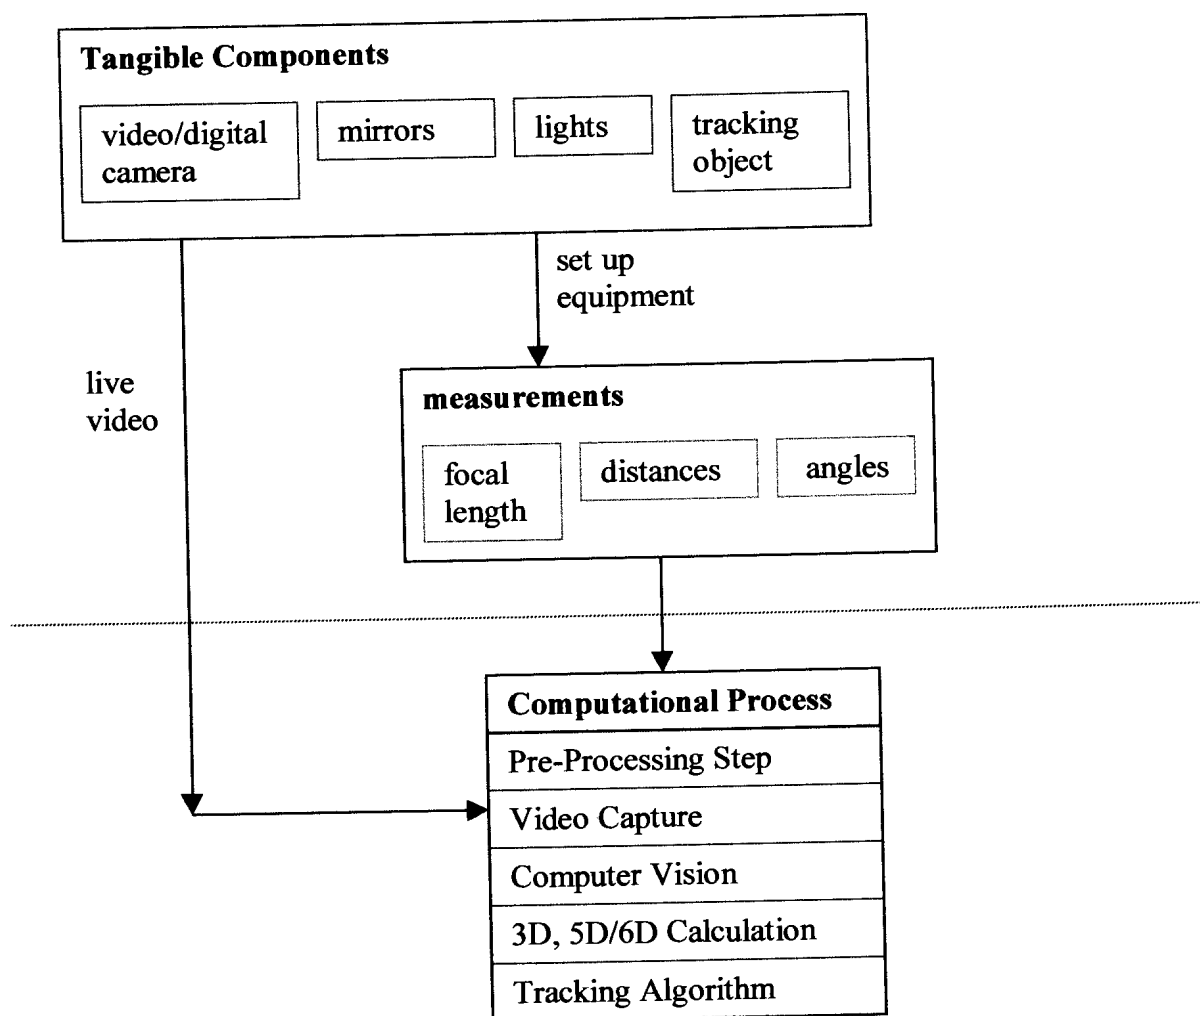 Tangible Components
video/digital
camera
mirrors
lights
tracking
object
set up
equipment
live
video
measurements
focal
length
distances
angles
Computational Process
Pre-Processing Step
Video Capture
Computer Vision
3D, 5D/6D Calculation
Tracking Algorithm